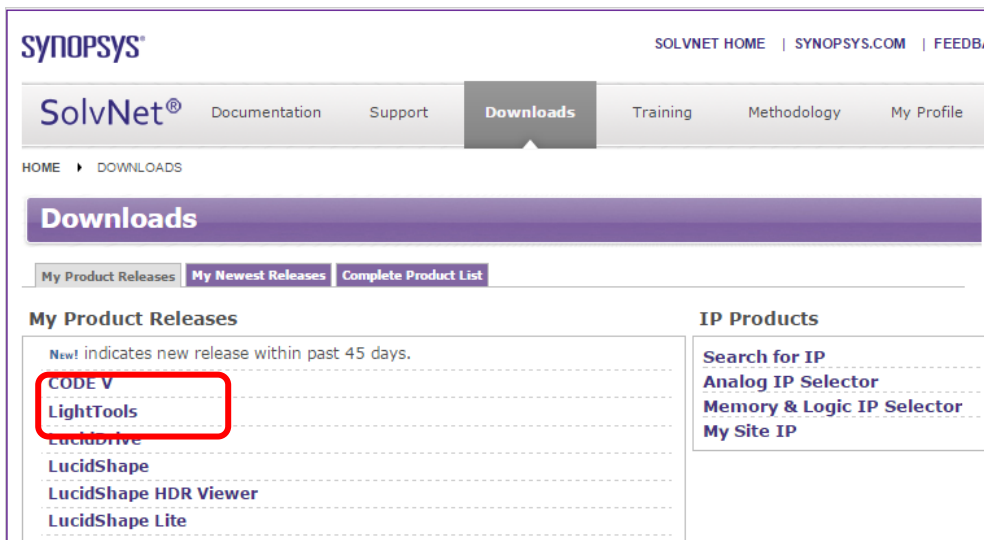 SYNOPSYS®
SOLVNET HOME | SYNOPSYS.COM | FEEDBA
SolvNet® Documentation Support Downloads Training Methodology My Profile
HOME DOWNLOADS
Downloads
My Product Releases My Newest Releases Complete Product List
My Product Releases
New! indicates new release within past 45 days.
CODE V
LightTools
LucidDrive
LucidShape
LucidShape HDR Viewer
LucidShape Lite
IP Products
Search for IP
Analog IP Selector
Memory & Logic IP Selector
My Site IP